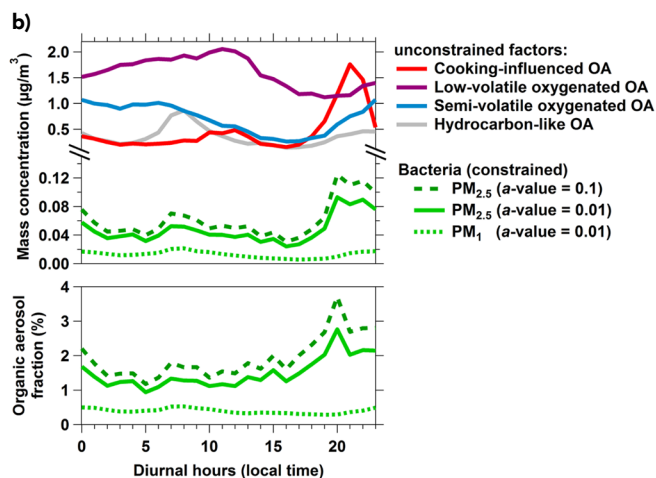 b)
Mass concentration (µg/m³)
2.0
1.5
1.0
0.5
0.12
0.08
0.04
0.00
unconstrained factors:
Cooking-influenced OA
Low-volatile oxygenated OA
Semi-volatile oxygenated OA
Hydrocarbon-like OA
Bacteria (constrained)
PM2.5 (a-value = 0.1)
PM2.5 (a-value = 0.01)
PM1 (a-value = 0.01)
Organic aerosol
fraction (%)
4
3
2
1
0
0 5 10 15 20
Diurnal hours (local time)